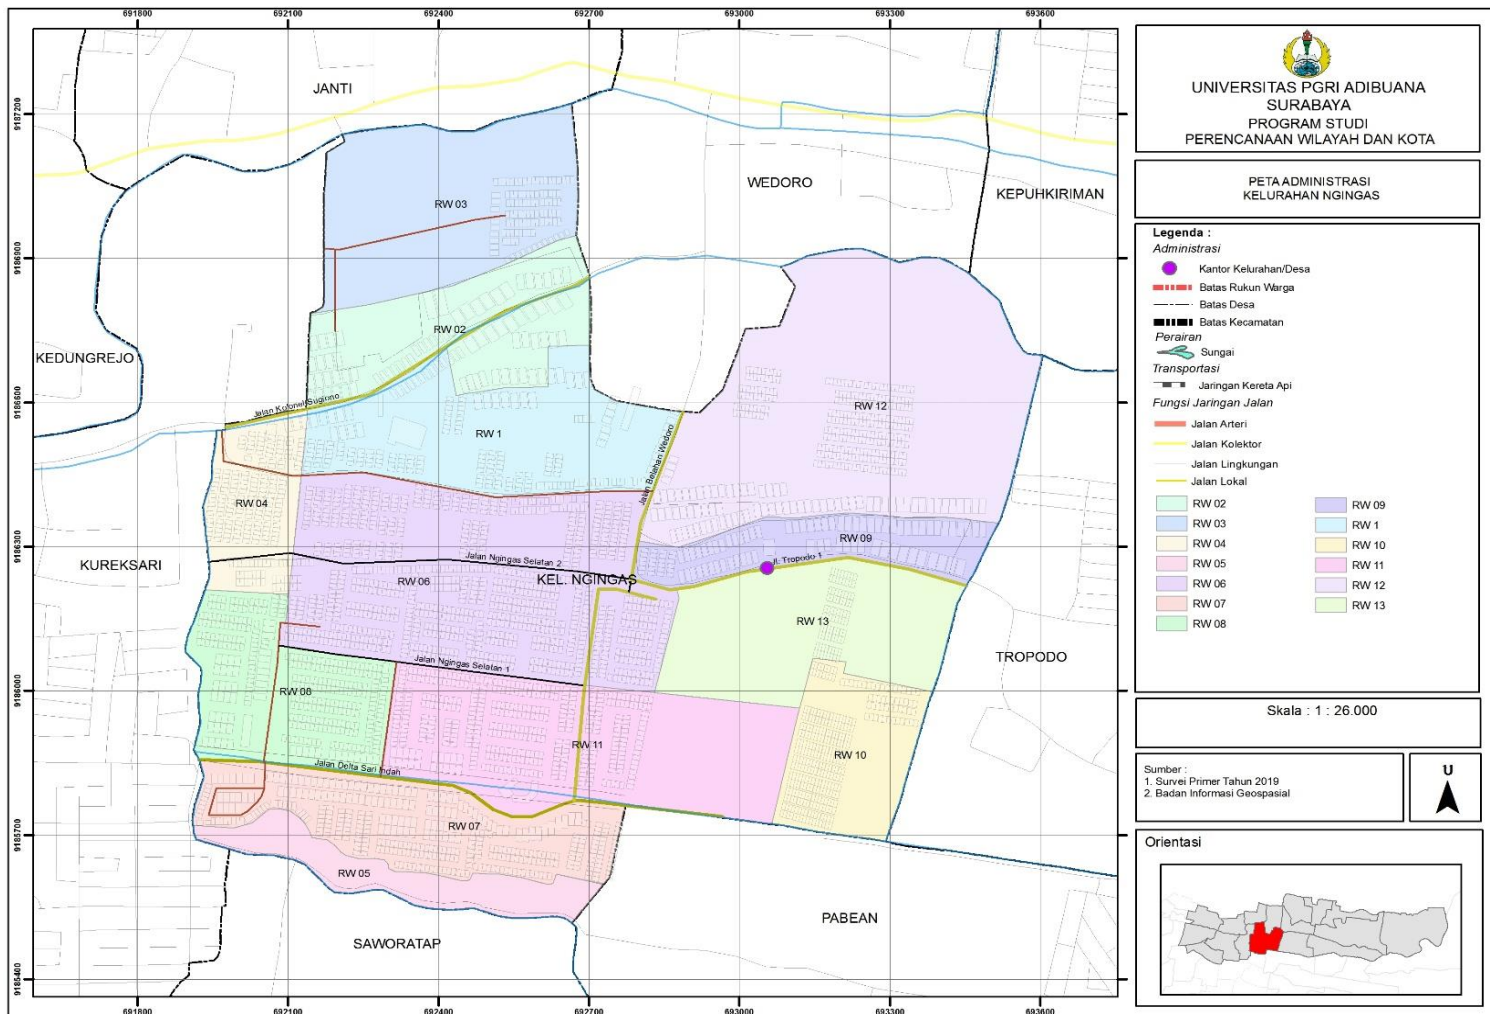 691800
692100
692400
692700
693000
693300
693600
9187200
9186900
9186600
9186300
9186000
9185700
9185400
JANTI
WEDORO
KEPUHKIRIMAN
RW 03
KEDUNGREJO
RW 02
Jalan Kolonel Sugiono
RW 12
RW 1
Jalan Belahan Wedoro
RW 04
RW 09
Jl. Tropodo 1
KUREKSARI
Jalan Ngingas Selatan 2
RW 06
KEL. NGINGAS
RW 13
TROPODO
Jalan Ngingas Selatan 1
RW 08
RW 11
RW 10
Jalan Delta Sari Indah
RW 07
RW 05
PABEAN
SAWORATAP
691800
692100
692400
692700
693000
693300
693600
UNIVERSITAS PGRI ADIBUANA
SURABAYA
PROGRAM STUDI
PERENCANAAN WILAYAH DAN KOTA
PETA ADMINISTRASI
KELURAHAN NGINGAS
Legenda :
Administrasi
Kantor Kelurahan/Desa
Batas Rukun Warga
Batas Desa
Batas Kecamatan
Perairan
Sungai
Transportasi
Jaringan Kereta Api
Fungsi Jaringan Jalan
Jalan Arteri
Jalan Kolektor
Jalan Lingkungan
Jalan Lokal
RW 02
RW 03
RW 04
RW 05
RW 06
RW 07
RW 08
RW 09
RW 1
RW 10
RW 11
RW 12
RW 13
Skala : 1 : 26.000
Sumber :
1. Survei Primer Tahun 2019
2. Badan Informasi Geospasial
U
Orientasi